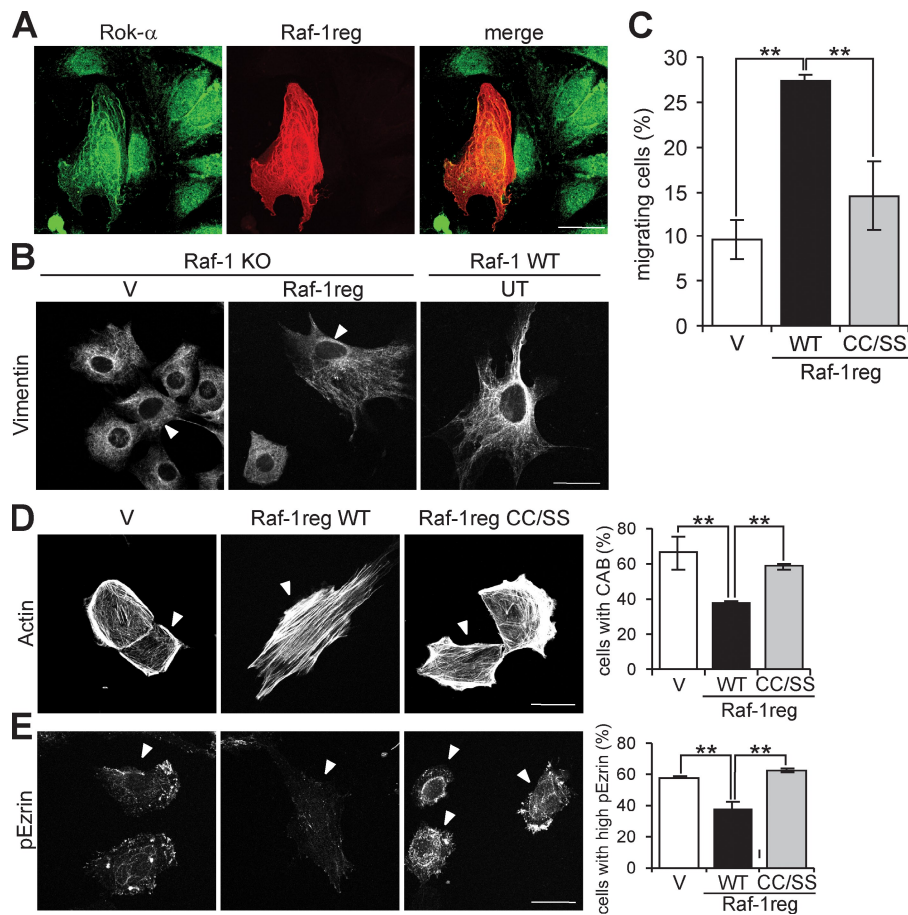 A
Rok-α Raf-1reg merge
B
Raf-1 KO Raf-1 WT
V Raf-1reg UT
Vimentin
C
migrating cells (%)
30
25
20
15
10
5
0
** **
V WT CC/SS
Raf-1reg
D
V Raf-1reg WT Raf-1reg CC/SS
Actin
cells with CAB (%)
80
60
40
20
0
** **
V WT CC/SS
Raf-1reg
E
pEzrin
cells with high pEzrin (%)
80
60
40
20
0
** **
V WT CC/SS
Raf-1reg